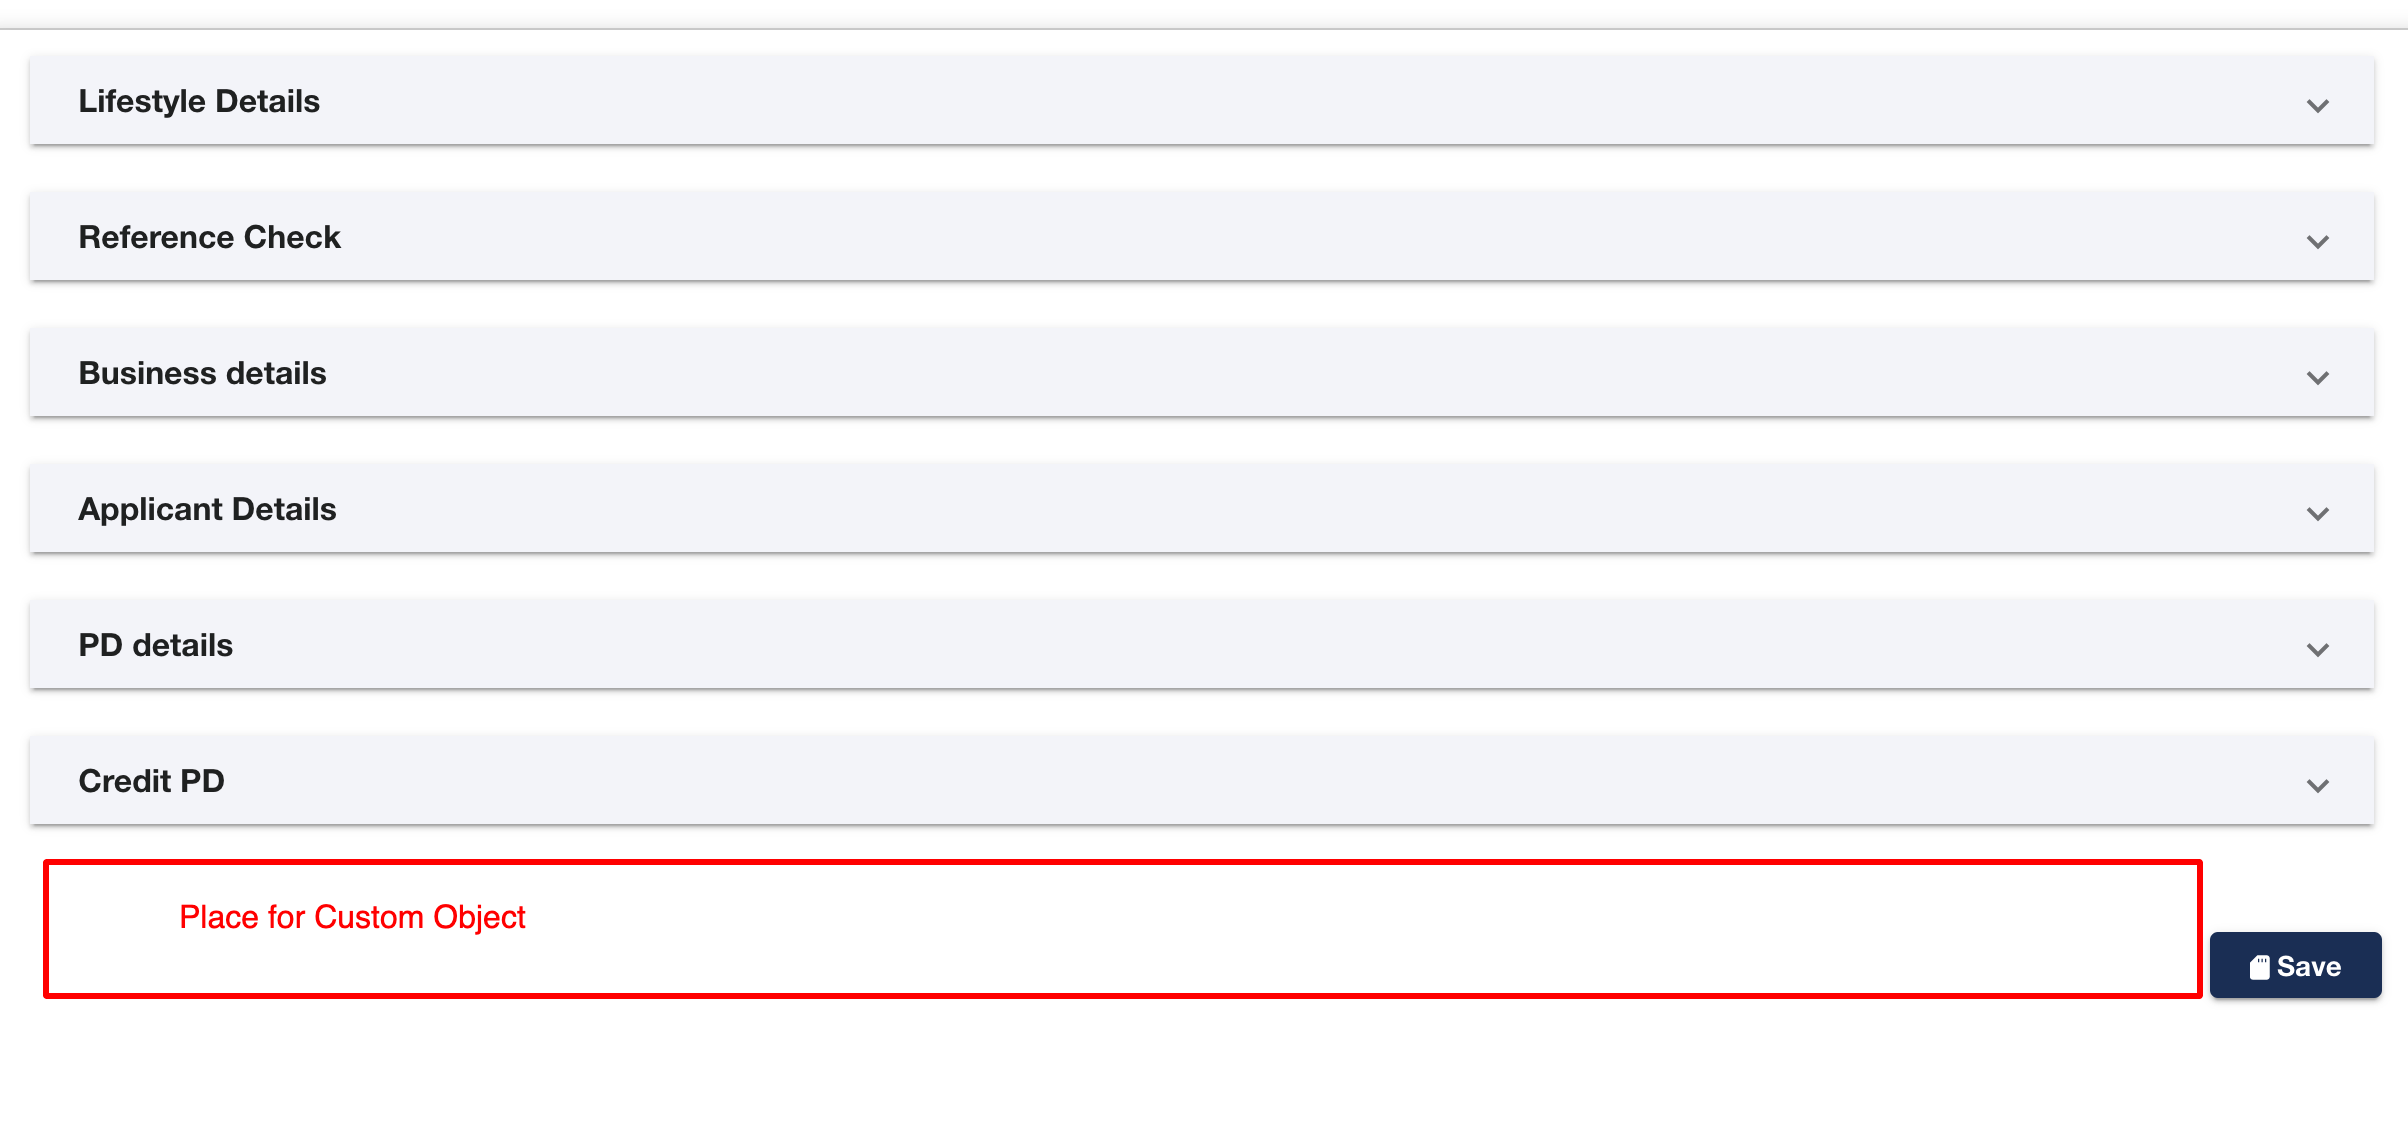 Lifestyle Details
Reference Check
Business details
Applicant Details
PD details
Credit PD
Place for Custom Object
Save